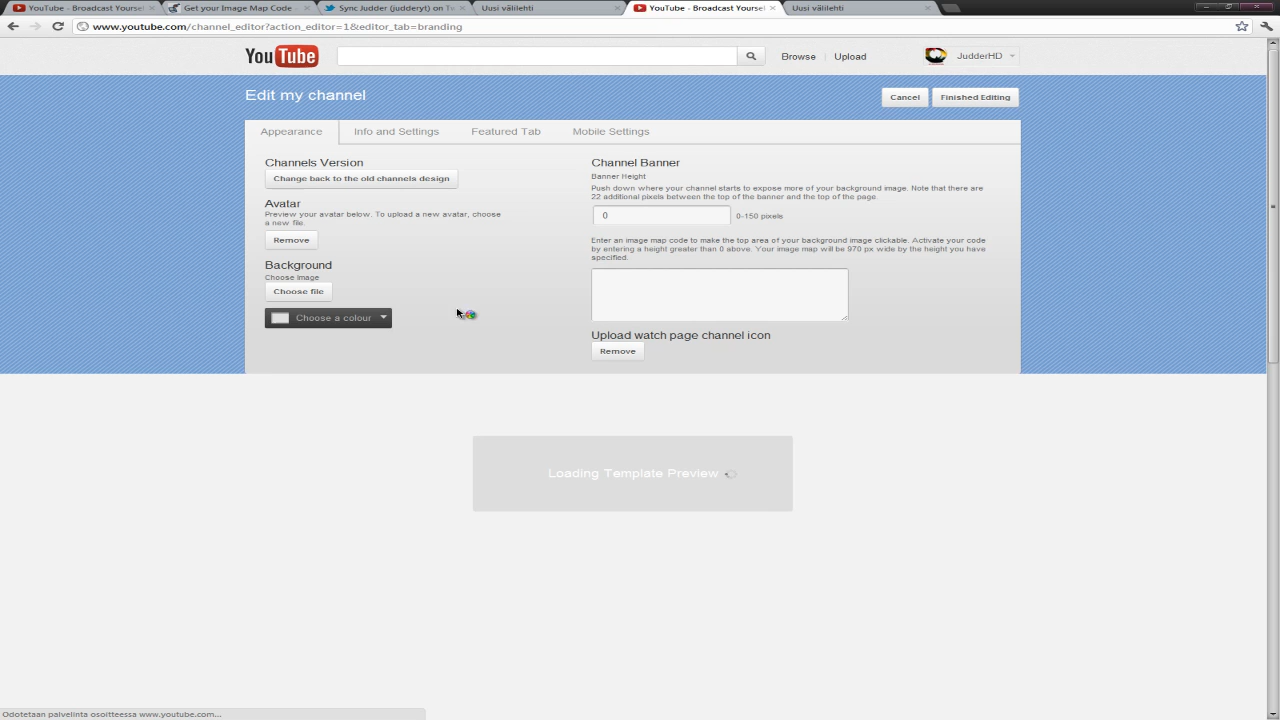 YouTube - Broadcast Yoursel
Get your Image Map Code -
Sync Judder (judderyt) on Tw
Uusi välilehti
YouTube - Broadcast Yoursel
Uusi välilehti
www.youtube.com/channel_editor?action_editor=1&editor_tab=branding
YouTube
Browse
Upload
JudderHD
Edit my channel
Cancel
Finished Editing
Appearance
Info and Settings
Featured Tab
Mobile Settings
Channels Version
Change back to the old channels design
Avatar
Preview your avatar below. To upload a new avatar, choose
a new file.
Remove
Background
Choose Image
Choose file
Choose a colour
Channel Banner
Banner Height
Push down where your channel starts to expose more of your background image. Note that there are
22 additional pixels between the top of the banner and the top of the page.
0
0-150 pixels
Enter an image map code to make the top area of your background image clickable. Activate your code
by entering a height greater than 0 above. Your image map will be 970 px wide by the height you have
specified.
Upload watch page channel icon
Remove
Loading Template Preview
Odotetaan palvelinta osoitteessa www.youtube.com...